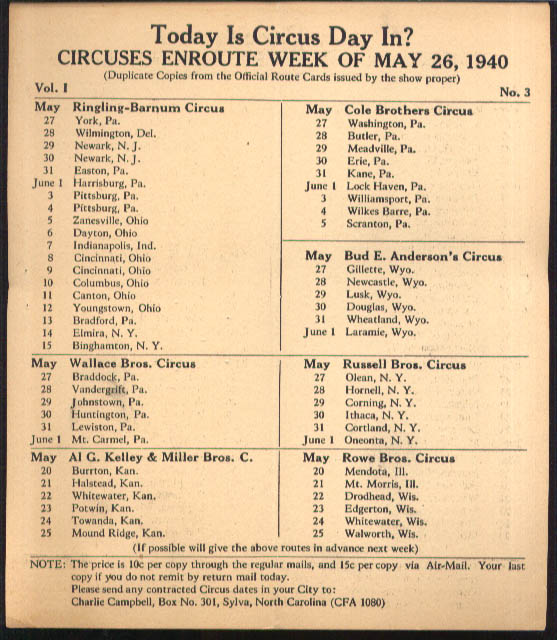 Today Is Circus Day In?
CIRCUSES ENROUTE WEEK OF MAY 26, 1940
(Duplicate Copies from the Official Route Cards issued by the show proper)
Vol. I
No. 3
May Ringling-Barnum Circus
27 York, Pa.
28 Wilmington, Del.
29 Newark, N. J.
30 Newark, N. J.
31 Easton, Pa.
June 1 Harrisburg, Pa.
3 Pittsburg, Pa.
4 Pittsburg, Pa.
5 Zanesville, Ohio
6 Dayton, Ohio
7 Indianapolis, Ind.
8 Cincinnati, Ohio
9 Cincinnati, Ohio
10 Columbus, Ohio
11 Canton, Ohio
12 Youngstown, Ohio
13 Bradford, Pa.
14 Elmira, N. Y.
15 Binghamton, N. Y.
May Cole Brothers Circus
27 Washington, Pa.
28 Butler, Pa.
29 Meadville, Pa.
30 Erie, Pa.
31 Kane, Pa.
June 1 Lock Haven, Pa.
3 Williamsport, Pa.
4 Wilkes Barre, Pa.
5 Scranton, Pa.
May Bud E. Anderson's Circus
27 Gillette, Wyo.
28 Newcastle, Wyo.
29 Lusk, Wyo.
30 Douglas, Wyo.
31 Wheatland, Wyo.
June 1 Laramie, Wyo.
May Wallace Bros. Circus
27 Braddock, Pa.
28 Vandergrift, Pa.
29 Johnstown, Pa.
30 Huntington, Pa.
31 Lewiston, Pa.
June 1 Mt. Carmel, Pa.
May Russell Bros. Circus
27 Olean, N. Y.
28 Hornell, N. Y.
29 Corning, N. Y.
30 Ithaca, N. Y.
31 Cortland, N. Y.
June 1 Oneonta, N. Y.
May Al G. Kelley & Miller Bros. C.
20 Burrton, Kan.
21 Halstead, Kan.
22 Whitewater, Kan.
23 Potwin, Kan.
24 Towanda, Kan.
25 Mound Ridge, Kan.
May Rowe Bros. Circus
20 Mendota, Ill.
21 Mt. Morris, Ill.
22 Drodhead, Wis.
23 Edgerton, Wis.
24 Whitewater, Wis.
25 Walworth, Wis.
(If possible will give the above routes in advance next week)
NOTE: The price is 10c per copy through the regular mails, and 15c per copy via Air-Mail. Your last
copy if you do not remit by return mail today.
Please send any contracted Circus dates in your City to:
Charlie Campbell, Box No. 301, Sylva, North Carolina (CFA 1080)